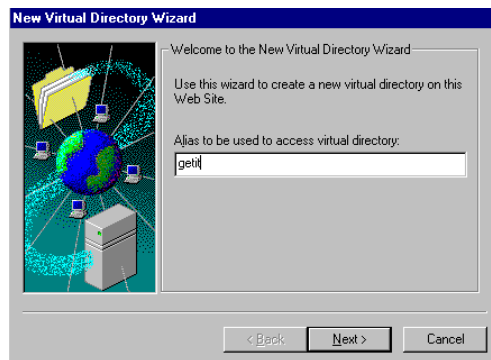 New Virtual Directory Wizard
Welcome to the New Virtual Directory Wizard
Use this wizard to create a new virtual directory on this
Web Site.
Alias to be used to access virtual directory:
getit
< Back
Next >
Cancel